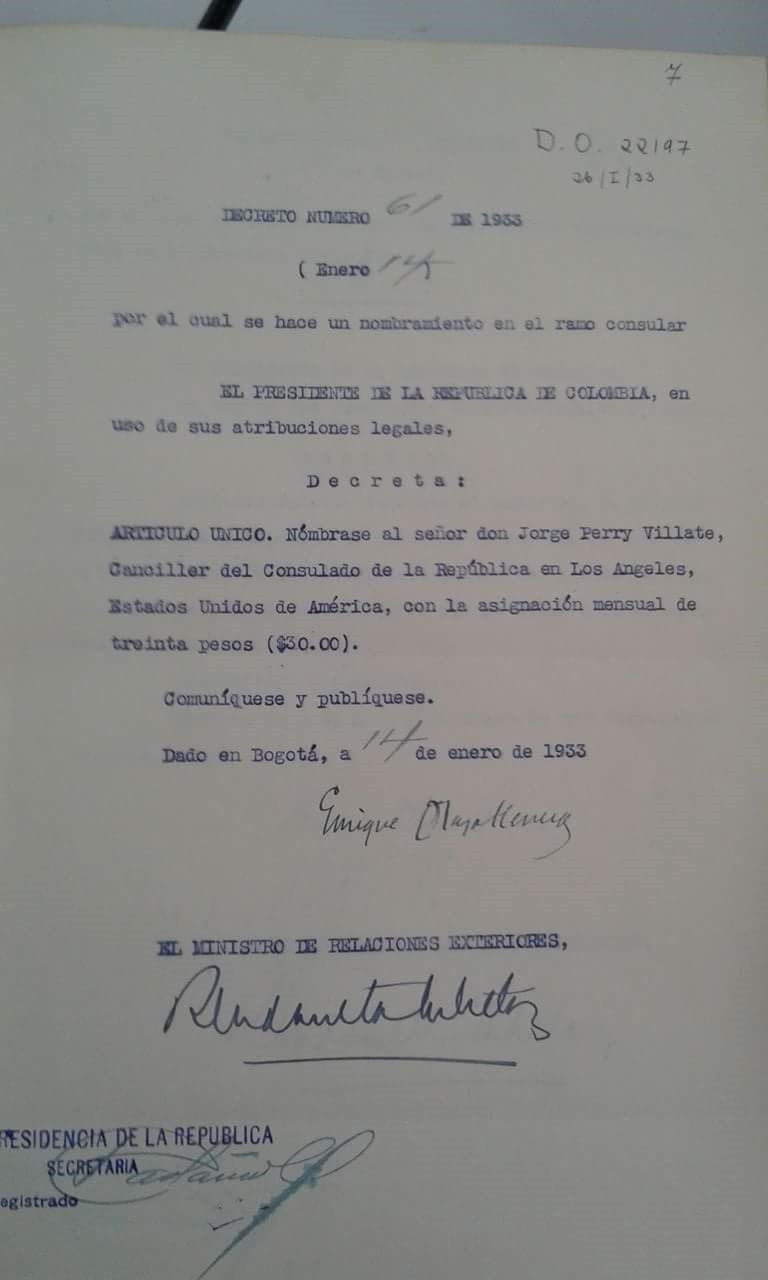 7
D. O. 22197
26/I/33
DECRETO NUMERO 61 DE 1933
( Enero 14
por el cual se hace un nombramiento en el ramo consular
EL PRESIDENTE DE LA REPUBLICA DE COLOMBIA, en
uso de sus atribuciones legales,
D e c r e t a :
ARTICULO UNICO. Nómbrase al señor don Jorge Perry Villate,
Canciller del Consulado de la República en Los Angeles,
Estados Unidos de América, con la asignación mensual de
treinta pesos ($30.00).
Comuníquese y publíquese.
Dado en Bogotá, a 14 de enero de 1933
Enrique
EL MINISTRO DE RELACIONES EXTERIORES,
RESIDENCIA DE LA REPUBLICA
SECRETARIA
egistrado